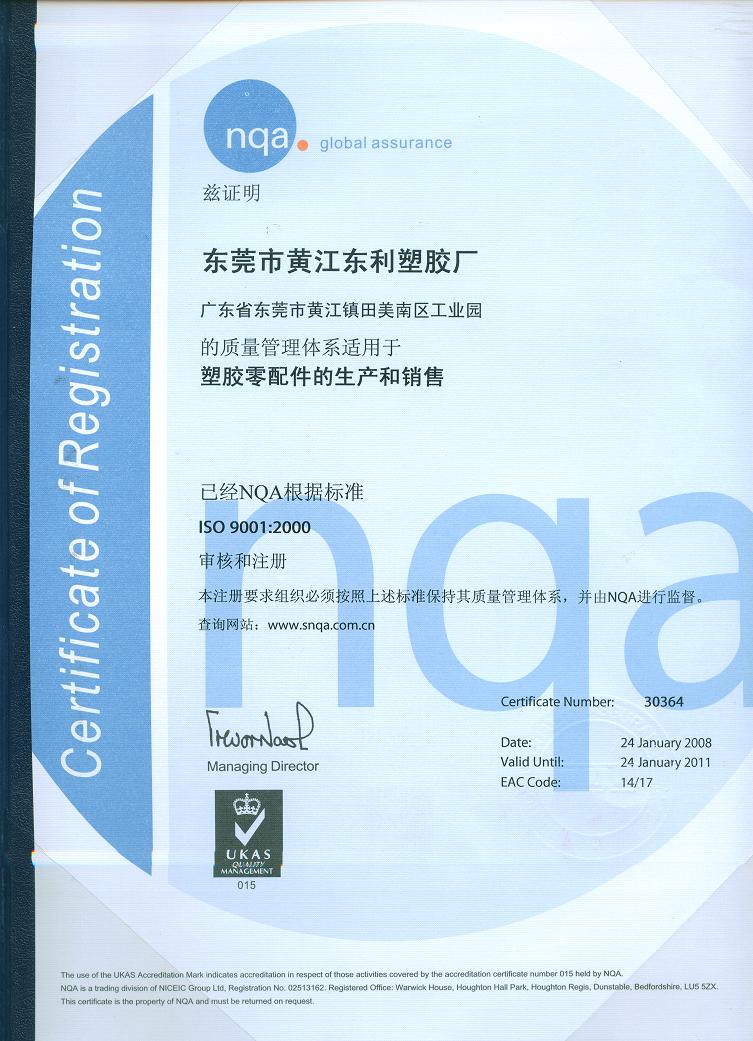 nqa. global assurance
兹证明
东莞市黄江东利塑胶厂
广东省东莞市黄江镇田美南区工业园
的质量管理体系适用于
塑胶零配件的生产和销售
已经NQA根据标准
ISO 9001:2000
审核和注册
本注册要求组织必须按照上述标准保持其质量管理体系，并由NQA进行监督。
查询网站：www.snqa.com.cn
Certificate of Registration
nqa
Certificate Number: 30364
Date: 24 January 2008
Valid Until: 24 January 2011
EAC Code: 14/17
Managing Director
UKAS
QUALITY
MANAGEMENT
015
The use of the UKAS Accreditation Mark indicates accreditation in respect of those activities covered by the accreditation certificate number 015 held by NQA.
NQA is a trading division of NICEIC Group Ltd, Registration No. 02513162. Registered Office: Warwick House, Houghton Hall Park, Houghton Regis, Dunstable, Bedfordshire, LU5 5ZX.
This certificate is the property of NQA and must be returned on request.